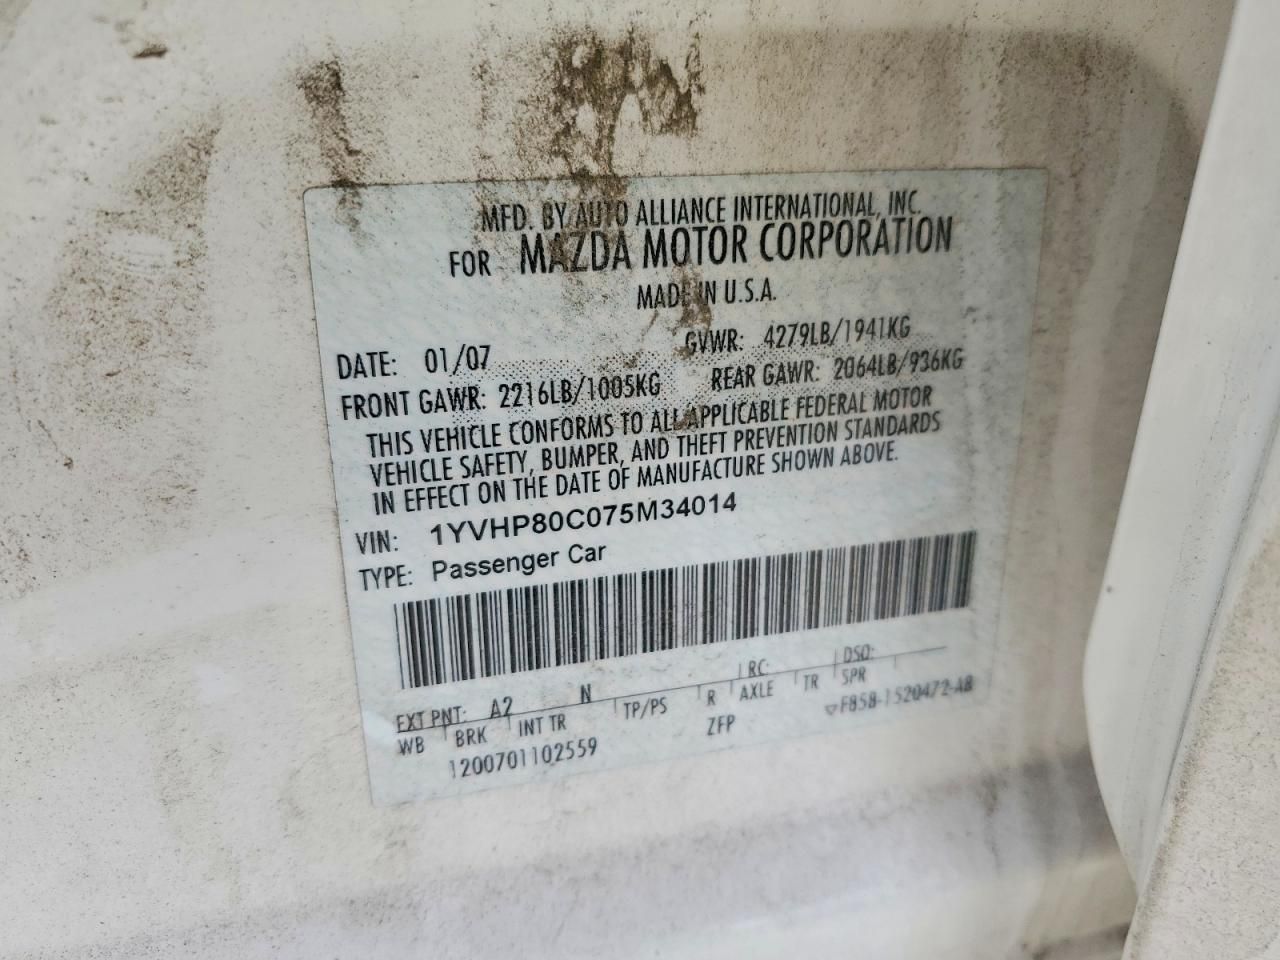 MFD. BY AUTO ALLIANCE INTERNATIONAL, INC.
FOR MAZDA MOTOR CORPORATION
MADE IN U.S.A.
DATE: 01/07 GVWR: 4279LB/1941KG
FRONT GAWR: 2216LB/1005KG REAR GAWR: 2064LB/936KG
THIS VEHICLE CONFORMS TO ALL APPLICABLE FEDERAL MOTOR
VEHICLE SAFETY, BUMPER, AND THEFT PREVENTION STANDARDS
IN EFFECT ON THE DATE OF MANUFACTURE SHOWN ABOVE.
VIN: 1YVHP80C075M34014
TYPE: Passenger Car
EXT PNT: A2 N RC: DSO:
WB BRK INT TR TP/PS R AXLE TR SPR
1200701102559 ZFP F85B-1520472-AB